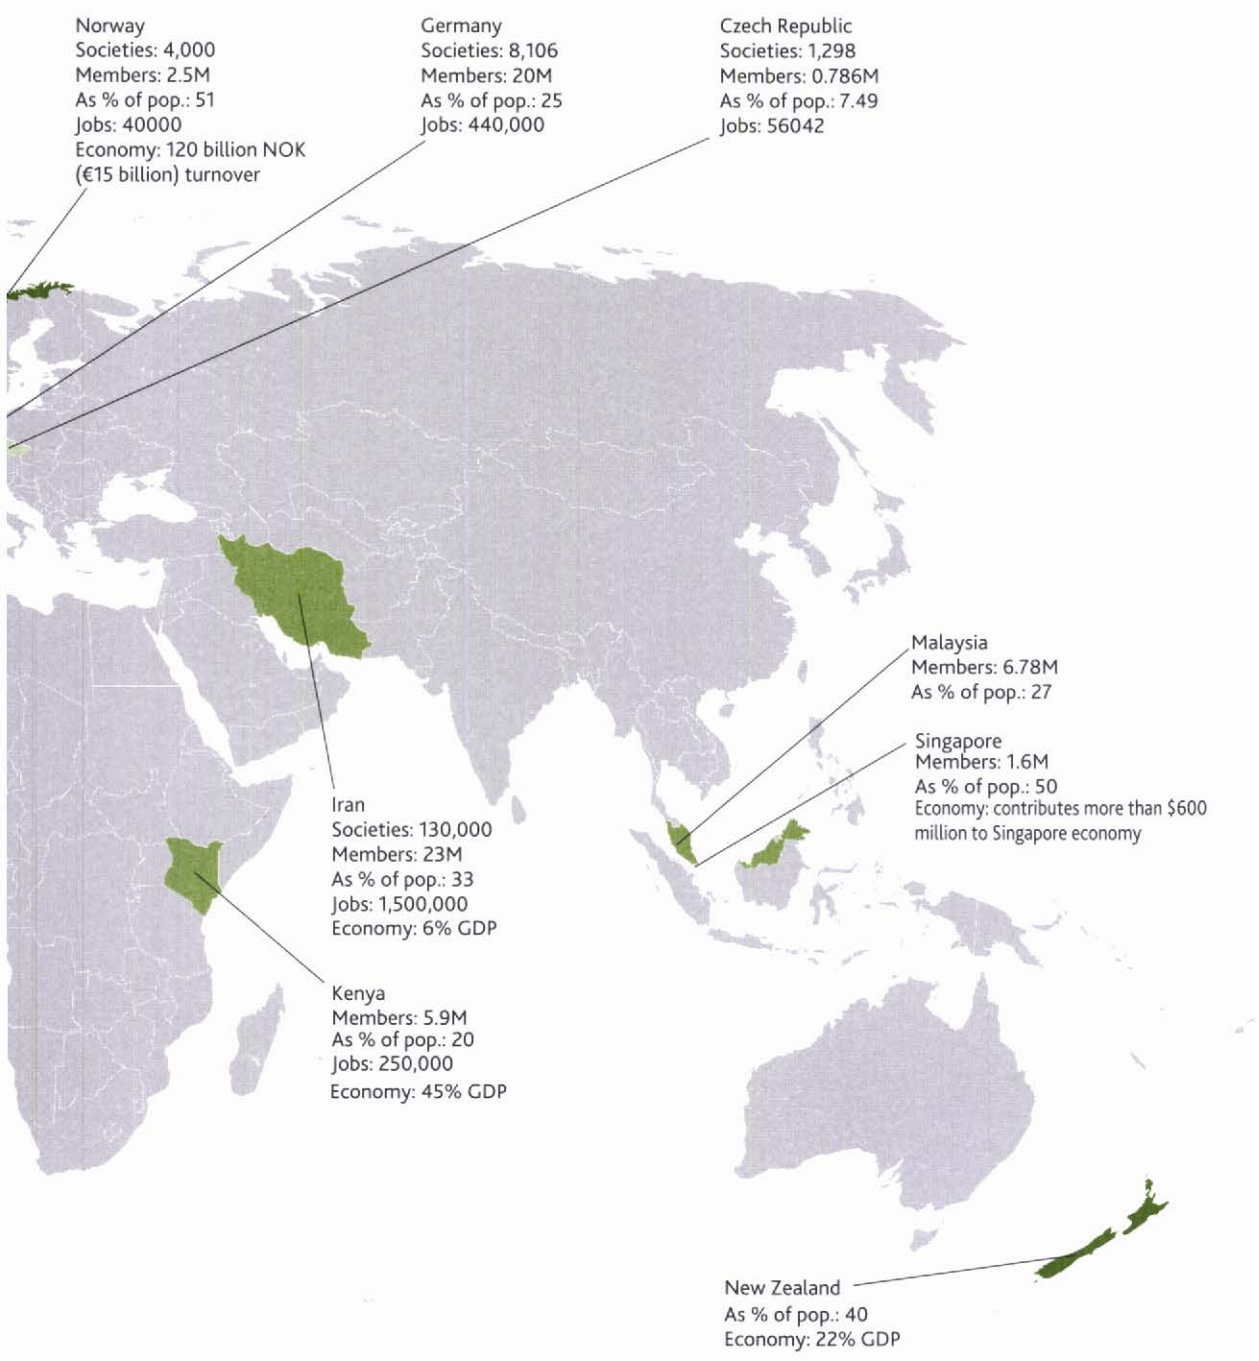 Norway
Societies: 4,000
Members: 2.5M
As % of pop.: 51
Jobs: 40000
Economy: 120 billion NOK
(€15 billion) turnover
Germany
Societies: 8,106
Members: 20M
As % of pop.: 25
Jobs: 440,000
Czech Republic
Societies: 1,298
Members: 0.786M
As % of pop.: 7.49
Jobs: 56042
Malaysia
Members: 6.78M
As % of pop.: 27
Singapore
Members: 1.6M
As % of pop.: 50
Economy: contributes more than $600
million to Singapore economy
Iran
Societies: 130,000
Members: 23M
As % of pop.: 33
Jobs: 1,500,000
Economy: 6% GDP
Kenya
Members: 5.9M
As % of pop.: 20
Jobs: 250,000
Economy: 45% GDP
New Zealand
As % of pop.: 40
Economy: 22% GDP